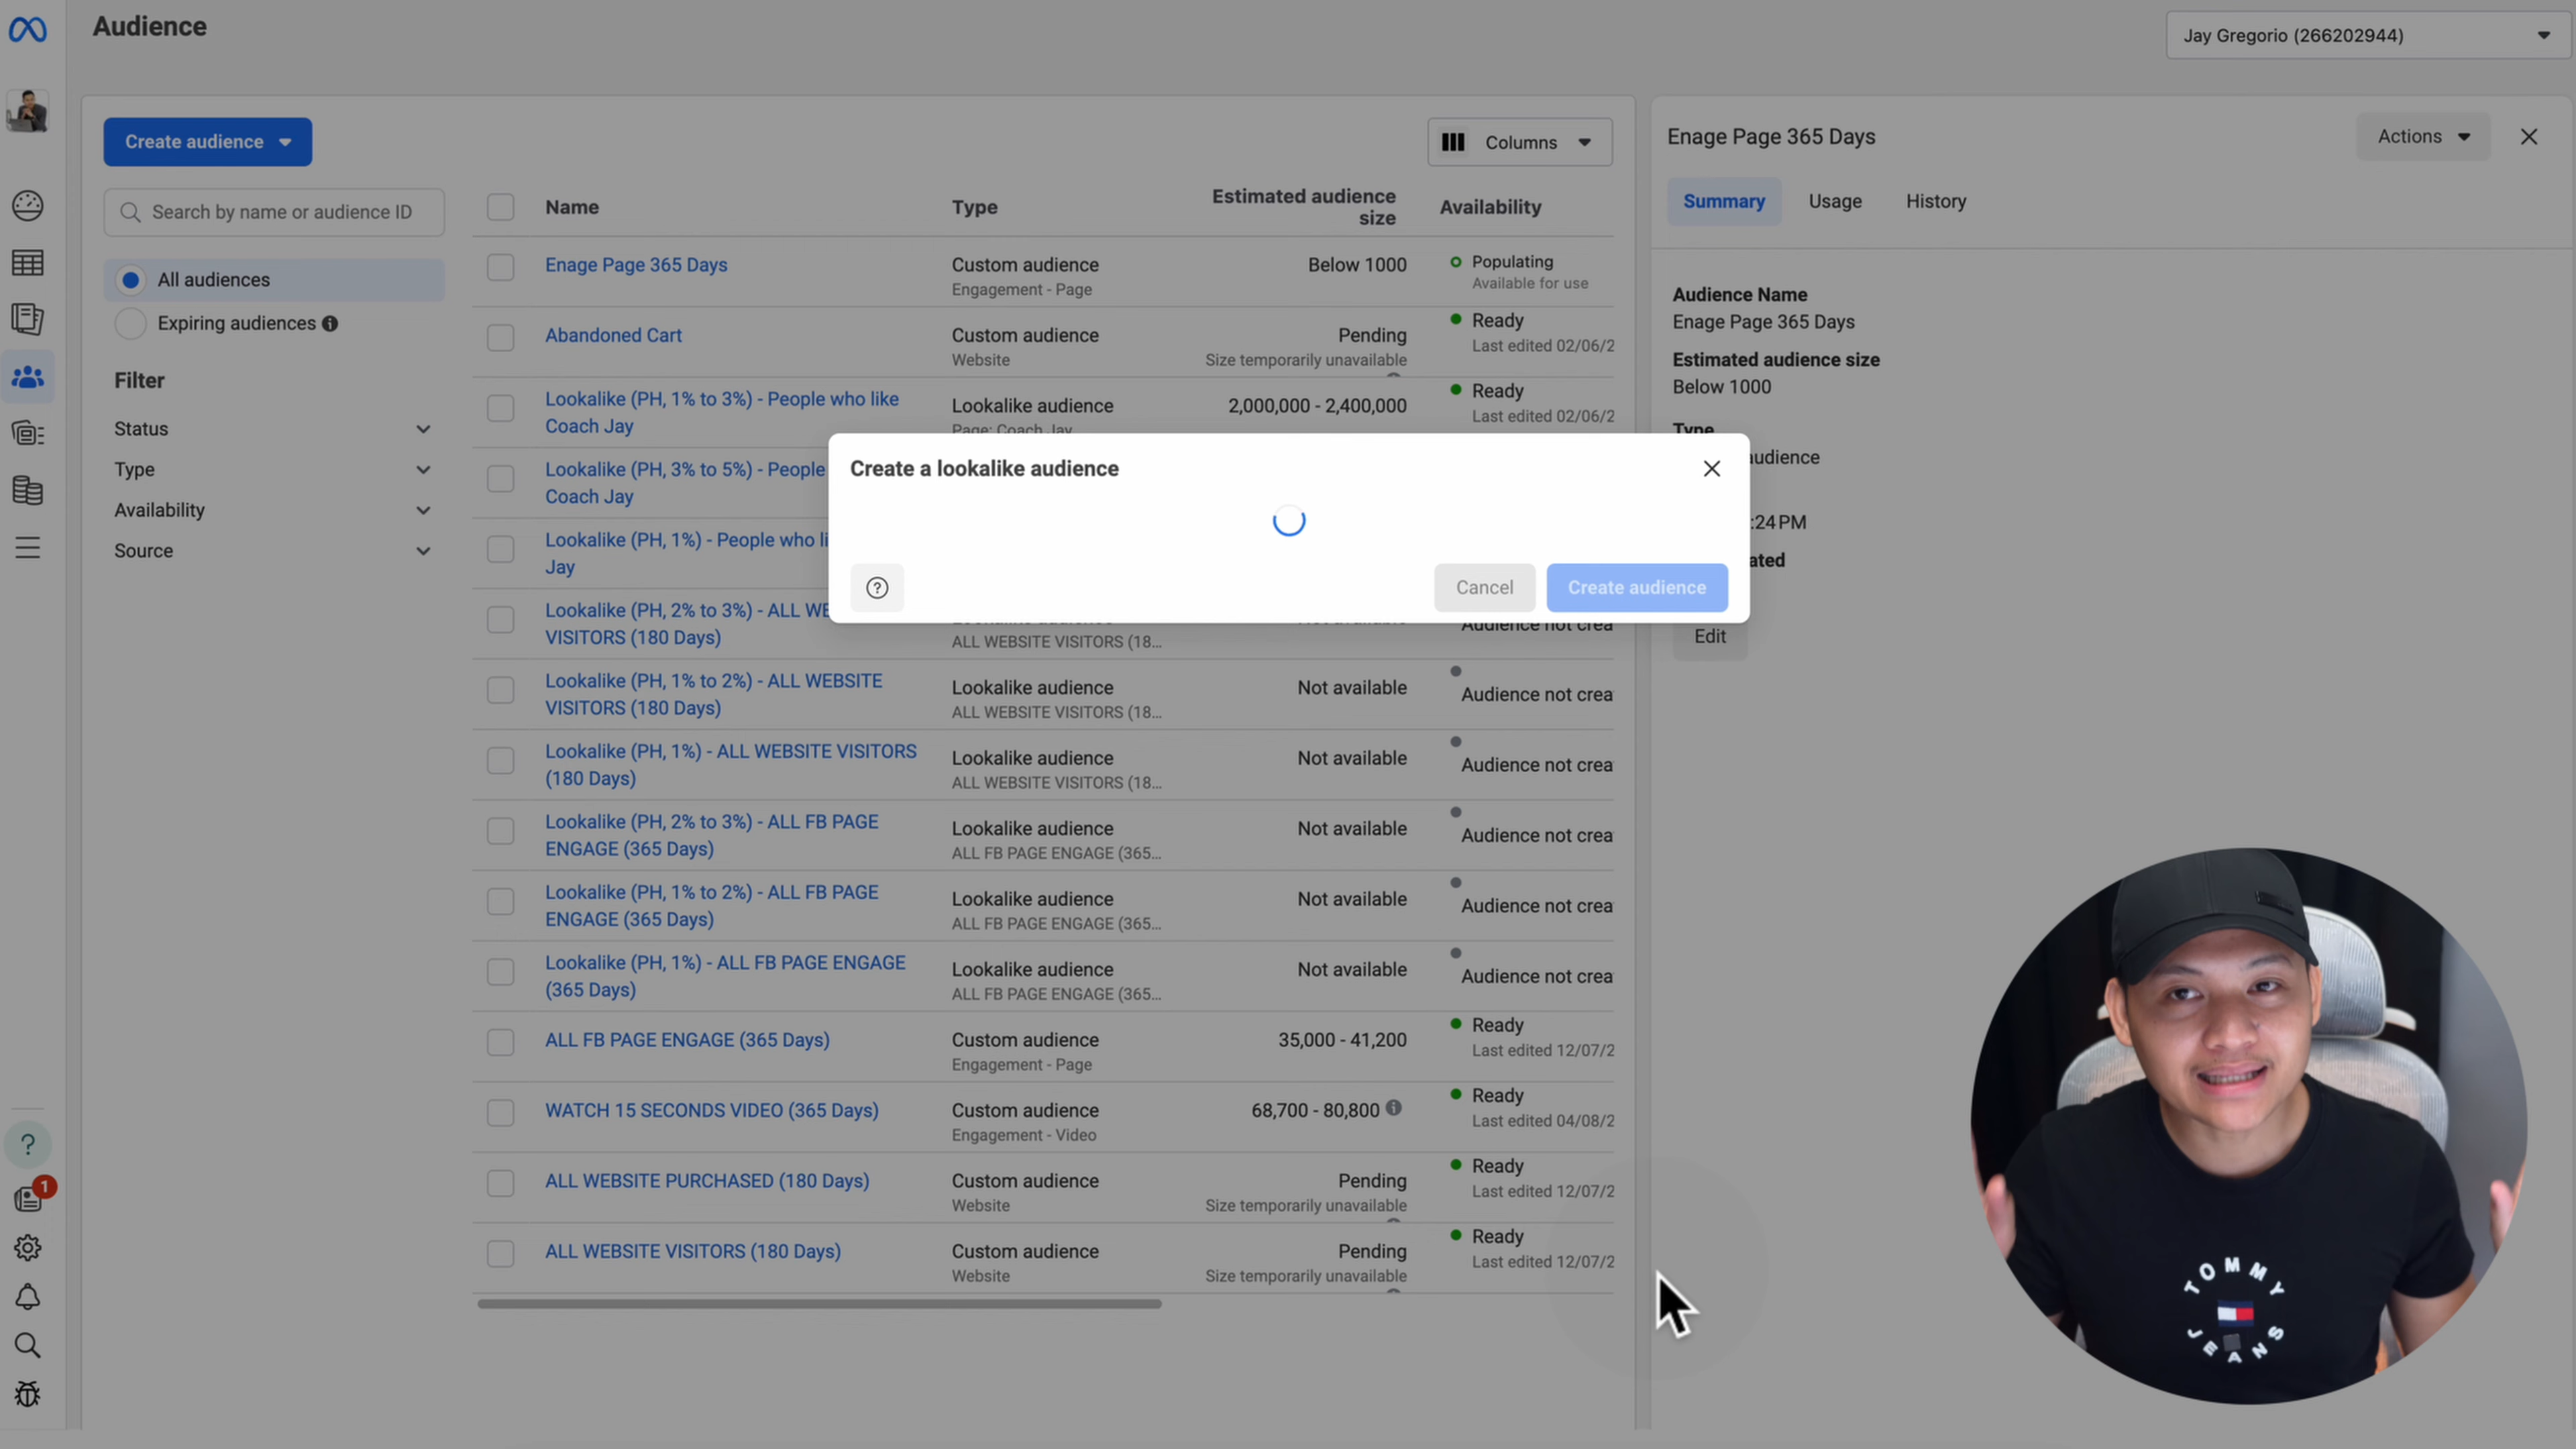 Audience
Jay Gregorio (266202944)
Create audience
Columns
Search by name or audience ID
All audiences
Expiring audiences
Filter
Status
Type
Availability
Source
Name
Type
Estimated audience
size
Availability
Enage Page 365 Days
Custom audience
Engagement - Page
Below 1000
Populating
Available for use
Abandoned Cart
Custom audience
Website
Pending
Size temporarily unavailable
Ready
Last edited 02/06/2
Lookalike (PH, 1% to 3%) - People who like
Coach Jay
Lookalike audience
Page: Coach Jay
2,000,000 - 2,400,000
Ready
Last edited 02/06/2
Lookalike (PH, 3% to 5%) - People
Coach Jay
Lookalike (PH, 1%) - People who li
Jay
Lookalike (PH, 2% to 3%) - ALL WE
VISITORS (180 Days)
ALL WEBSITE VISITORS (18...
Audience not crea
Lookalike (PH, 1% to 2%) - ALL WEBSITE
VISITORS (180 Days)
Lookalike audience
ALL WEBSITE VISITORS (18...
Not available
Audience not crea
Lookalike (PH, 1%) - ALL WEBSITE VISITORS
(180 Days)
Lookalike audience
ALL WEBSITE VISITORS (18...
Not available
Audience not crea
Lookalike (PH, 2% to 3%) - ALL FB PAGE
ENGAGE (365 Days)
Lookalike audience
ALL FB PAGE ENGAGE (365...
Not available
Audience not crea
Lookalike (PH, 1% to 2%) - ALL FB PAGE
ENGAGE (365 Days)
Lookalike audience
ALL FB PAGE ENGAGE (365...
Not available
Audience not crea
Lookalike (PH, 1%) - ALL FB PAGE ENGAGE
(365 Days)
Lookalike audience
ALL FB PAGE ENGAGE (365...
Not available
Audience not crea
ALL FB PAGE ENGAGE (365 Days)
Custom audience
Engagement - Page
35,000 - 41,200
Ready
Last edited 12/07/2
WATCH 15 SECONDS VIDEO (365 Days)
Custom audience
Engagement - Video
68,700 - 80,800
Ready
Last edited 04/08/2
ALL WEBSITE PURCHASED (180 Days)
Custom audience
Website
Pending
Size temporarily unavailable
Ready
Last edited 12/07/2
ALL WEBSITE VISITORS (180 Days)
Custom audience
Website
Pending
Size temporarily unavailable
Ready
Last edited 12/07/2
Create a lookalike audience
?
Cancel
Create audience
Enage Page 365 Days
Actions
Summary
Usage
History
Audience Name
Enage Page 365 Days
Estimated audience size
Below 1000
Type
audience
:24 PM
ated
Edit
?
1
TOMMY
JEANS